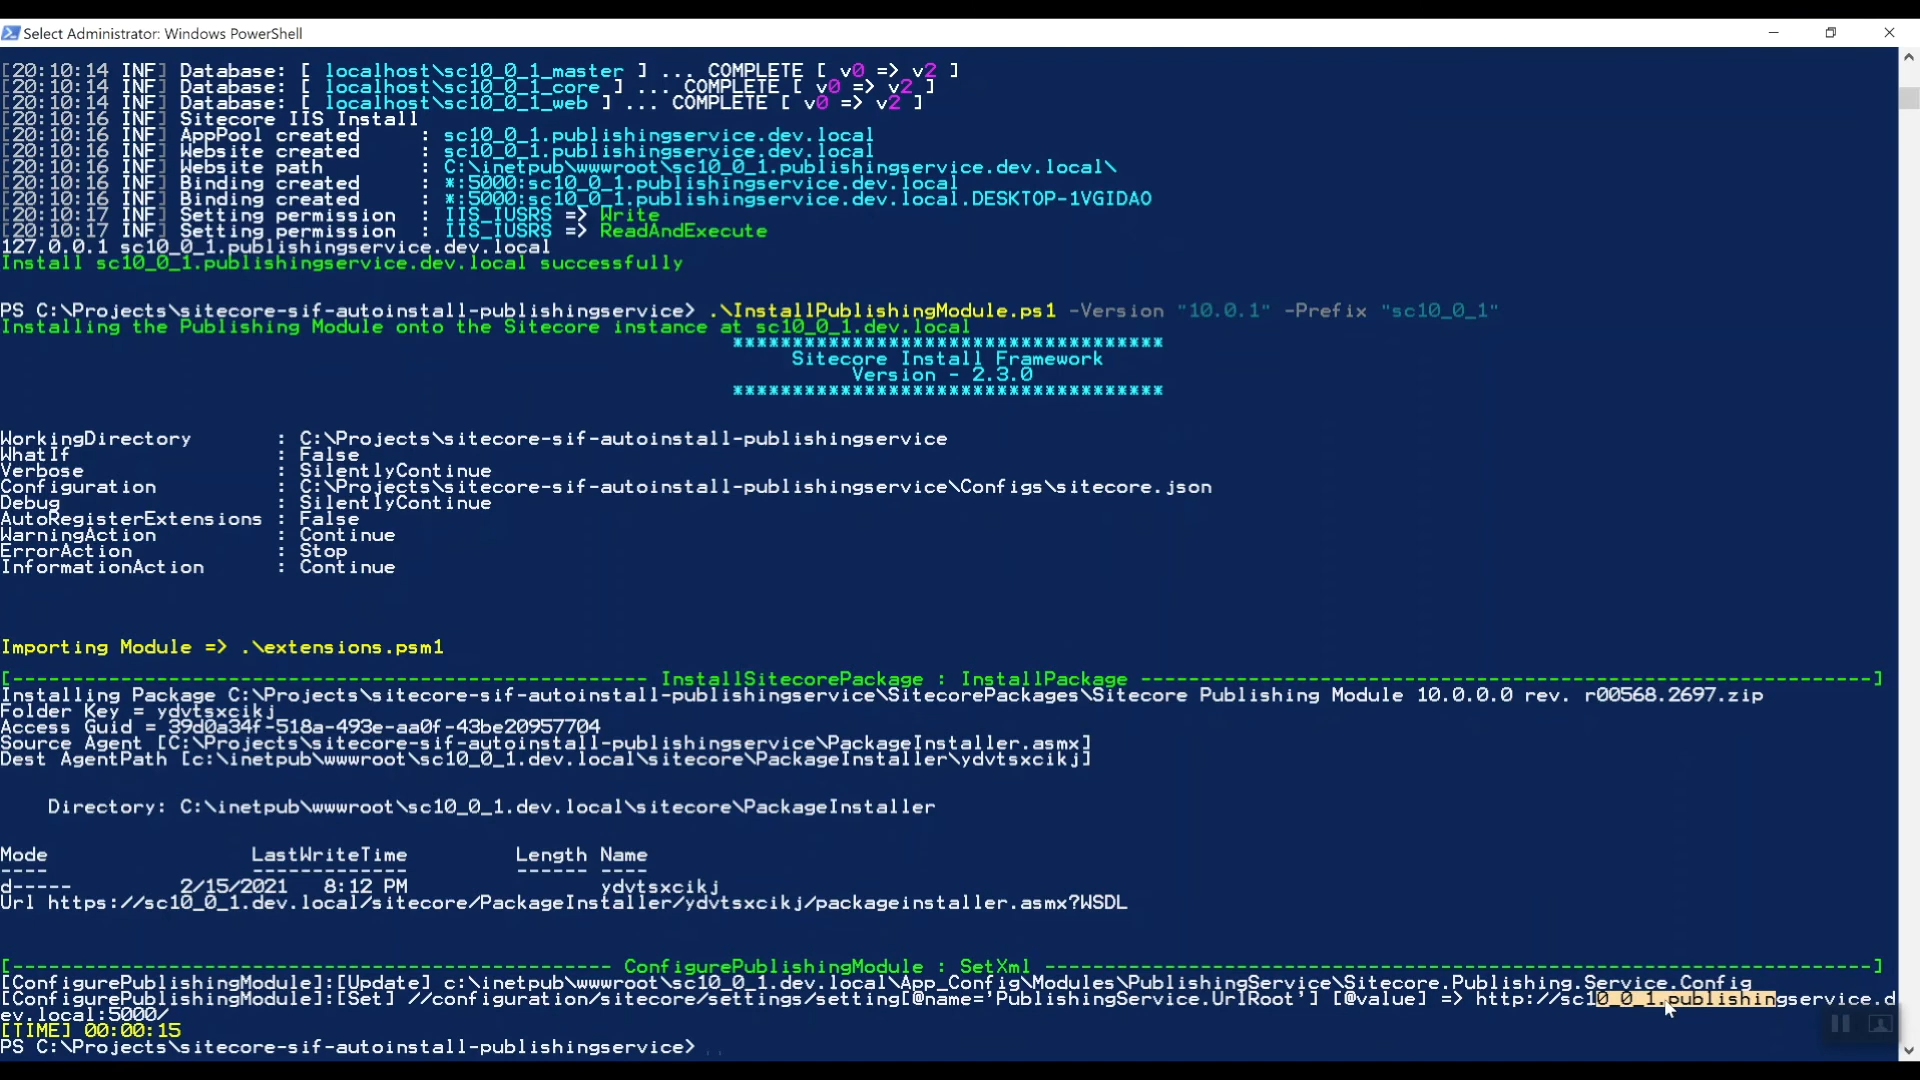 Select Administrator: Windows PowerShell
[20:10:14 INF] Database: [ localhost\sc10_0_1_master ] ... COMPLETE [ v0 => v2 ]
[20:10:14 INF] Database: [ localhost\sc10_0_1_core ] ... COMPLETE [ v0 => v2 ]
[20:10:14 INF] Database: [ localhost\sc10_0_1_web ] ... COMPLETE [ v0 => v2 ]
[20:10:16 INF] Sitecore IIS Install
[20:10:16 INF] AppPool created : sc10_0_1.publishingservice.dev.local
[20:10:16 INF] Website created : sc10_0_1.publishingservice.dev.local
[20:10:16 INF] Website path : C:\inetpub\wwwroot\sc10_0_1.publishingservice.dev.local\
[20:10:16 INF] Binding created : *:5000:sc10_0_1.publishingservice.dev.local
[20:10:16 INF] Binding created : *:5000:sc10_0_1.publishingservice.dev.local.DESKTOP-1VGIDAO
[20:10:17 INF] Setting permission : IIS_IUSRS => Write
[20:10:17 INF] Setting permission : IIS_IUSRS => ReadAndExecute
127.0.0.1 sc10_0_1.publishingservice.dev.local
Install sc10_0_1.publishingservice.dev.local successfully
PS C:\Projects\sitecore-sif-autoinstall-publishingservice> .\InstallPublishingModule.ps1 -Version "10.0.1" -Prefix "sc10_0_1"
Installing the Publishing Module onto the Sitecore instance at sc10_0_1.dev.local
************************************
Sitecore Install Framework
Version - 2.3.0
************************************
WorkingDirectory : C:\Projects\sitecore-sif-autoinstall-publishingservice
WhatIf : False
Verbose : SilentlyContinue
Configuration : C:\Projects\sitecore-sif-autoinstall-publishingservice\Configs\sitecore.json
Debug : SilentlyContinue
AutoRegisterExtensions : False
WarningAction : Continue
ErrorAction : Stop
InformationAction : Continue
Importing Module => .\extensions.psm1
[------------------------------------------------------ InstallSitecorePackage : InstallPackage -------------------------------------------------------------]
Installing Package C:\Projects\sitecore-sif-autoinstall-publishingservice\SitecorePackages\Sitecore Publishing Module 10.0.0.0 rev. r00568.2697.zip
Folder Key = ydvtsxcikj
Access Guid = 39d0a34f-518a-493e-aa0f-43be20957704
Source Agent [C:\Projects\sitecore-sif-autoinstall-publishingservice\PackageInstaller.asmx]
Dest AgentPath [c:\inetpub\wwwroot\sc10_0_1.dev.local\sitecore\PackageInstaller\ydvtsxcikj]
Directory: C:\inetpub\wwwroot\sc10_0_1.dev.local\sitecore\PackageInstaller
Mode LastWriteTime Length Name
---- ------------- ------ ----
d----- 2/15/2021 8:12 PM ydvtsxcikj
Url https://sc10_0_1.dev.local/sitecore/PackageInstaller/ydvtsxcikj/packageinstaller.asmx?WSDL
[--------------------------------------------------- ConfigurePublishingModule : SetXml ---------------------------------------------------------------------]
[ConfigurePublishingModule]:[Update] c:\inetpub\wwwroot\sc10_0_1.dev.local\App_Config\Modules\PublishingService\Sitecore.Publishing.Service.Config
[ConfigurePublishingModule]:[Set] //configuration/sitecore/settings/setting[@name='PublishingService.UrlRoot'] [@value] => http://sc10_0_1.publishingservice.d
ev.local:5000/
[TIME] 00:00:15
PS C:\Projects\sitecore-sif-autoinstall-publishingservice>